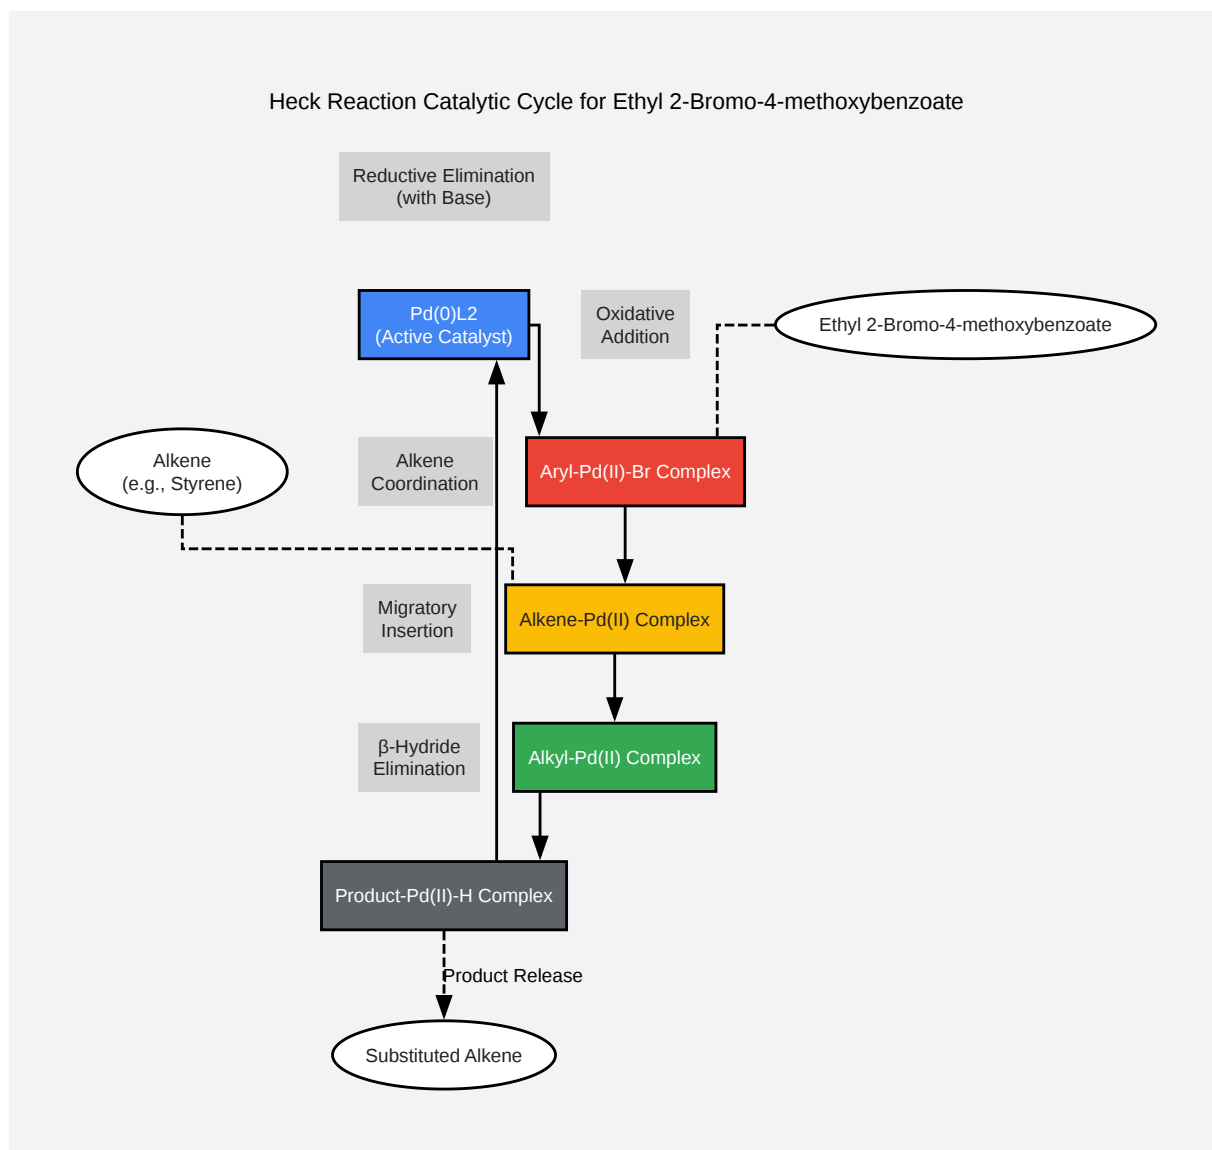 Heck Reaction Catalytic Cycle for Ethyl 2-Bromo-4-methoxybenzoate
Reductive Elimination
(with Base)
Pd(0)L2
(Active Catalyst)
Oxidative
Addition
Ethyl 2-Bromo-4-methoxybenzoate
Alkene
(e.g., Styrene)
Alkene
Coordination
Aryl-Pd(II)-Br Complex
Migratory
Insertion
Alkene-Pd(II) Complex
β-Hydride
Elimination
Alkyl-Pd(II) Complex
Product-Pd(II)-H Complex
Product Release
Substituted Alkene